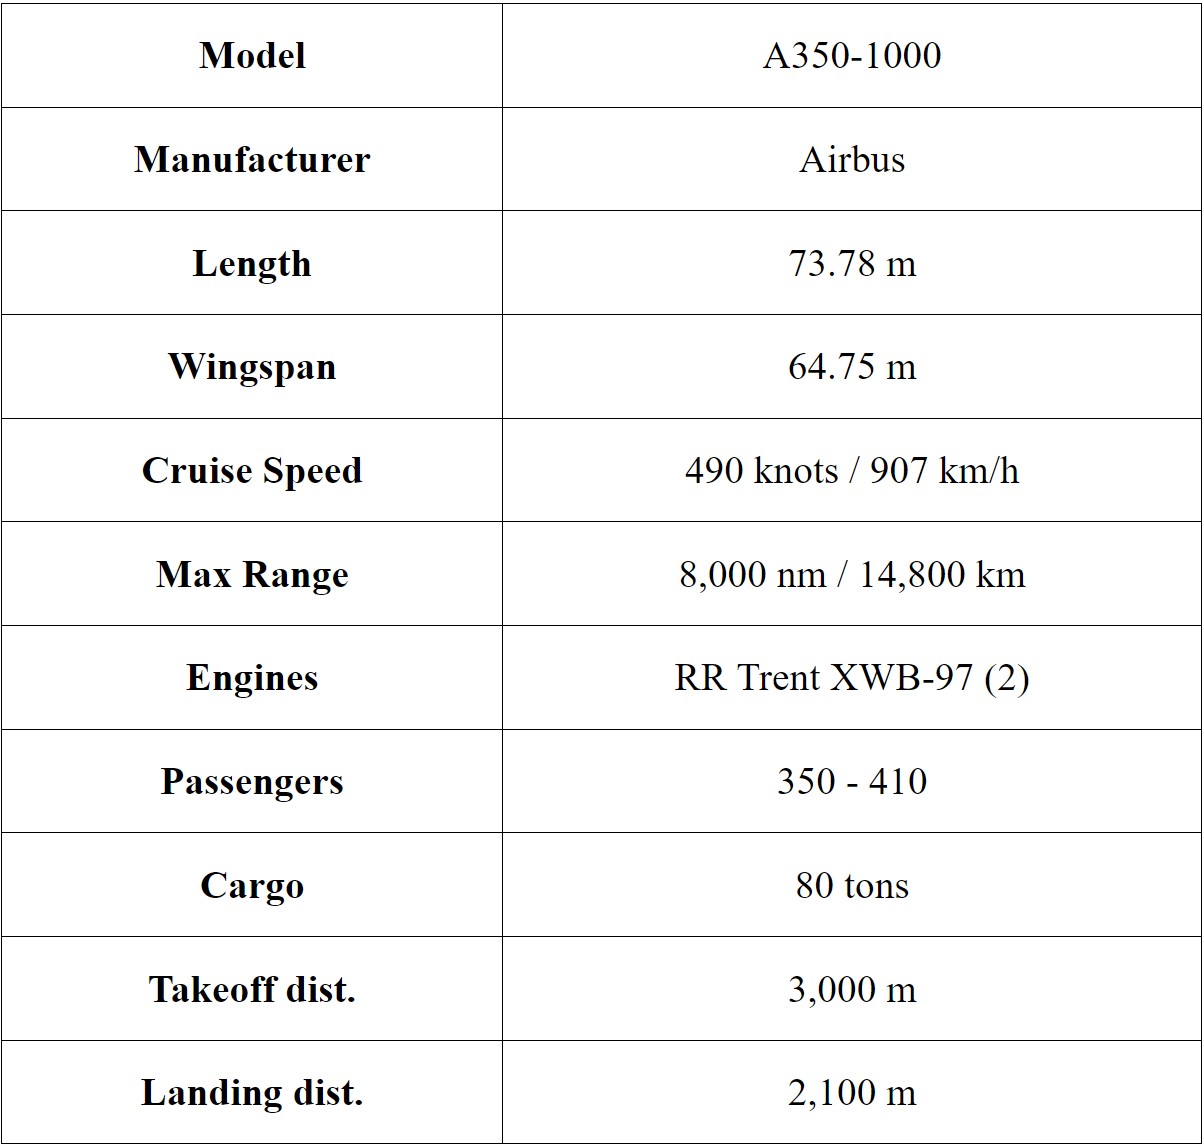 Model A350-1000
Manufacturer Airbus
Length 73.78 m
Wingspan 64.75 m
Cruise Speed 490 knots / 907 km/h
Max Range 8,000 nm / 14,800 km
Engines RR Trent XWB-97 (2)
Passengers 350 - 410
Cargo 80 tons
Takeoff dist. 3,000 m
Landing dist. 2,100 m